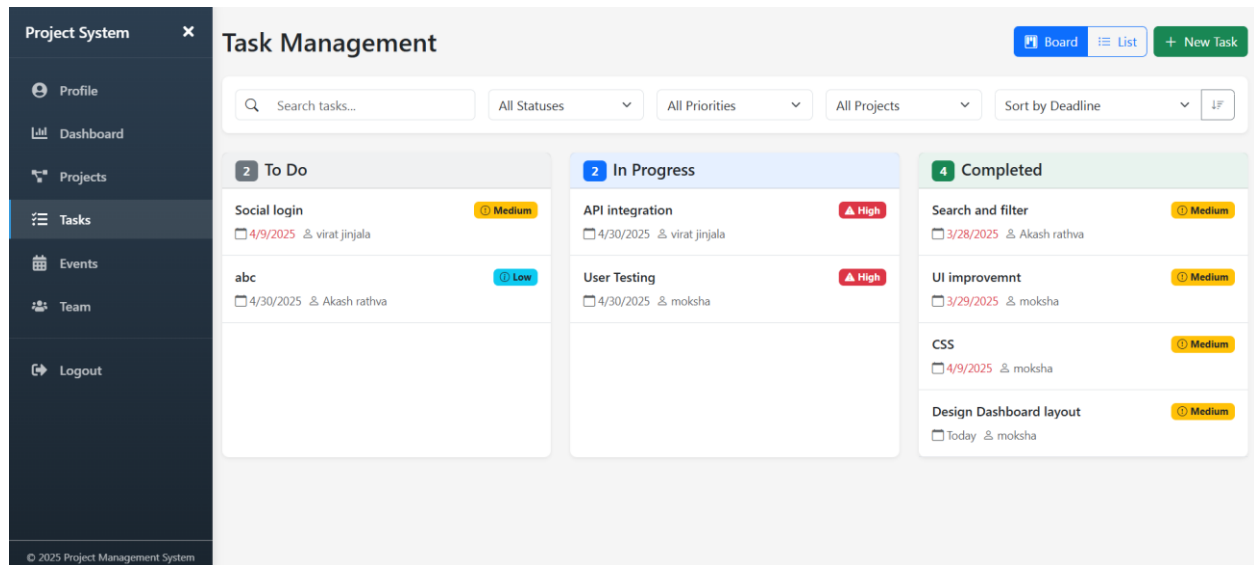 Project System
Profile
Dashboard
Projects
Tasks
Events
Team
Logout
© 2025 Project Management System
Task Management
Board
List
+ New Task
Search tasks...
All Statuses
All Priorities
All Projects
Sort by Deadline
2 To Do
Social login
Medium
4/9/2025 virat jinjala
abc
Low
4/30/2025 Akash rathva
2 In Progress
API integration
High
4/30/2025 virat jinjala
User Testing
High
4/30/2025 moksha
4 Completed
Search and filter
Medium
3/28/2025 Akash rathva
UI improvemnt
Medium
3/29/2025 moksha
CSS
Medium
4/9/2025 moksha
Design Dashboard layout
Medium
Today moksha